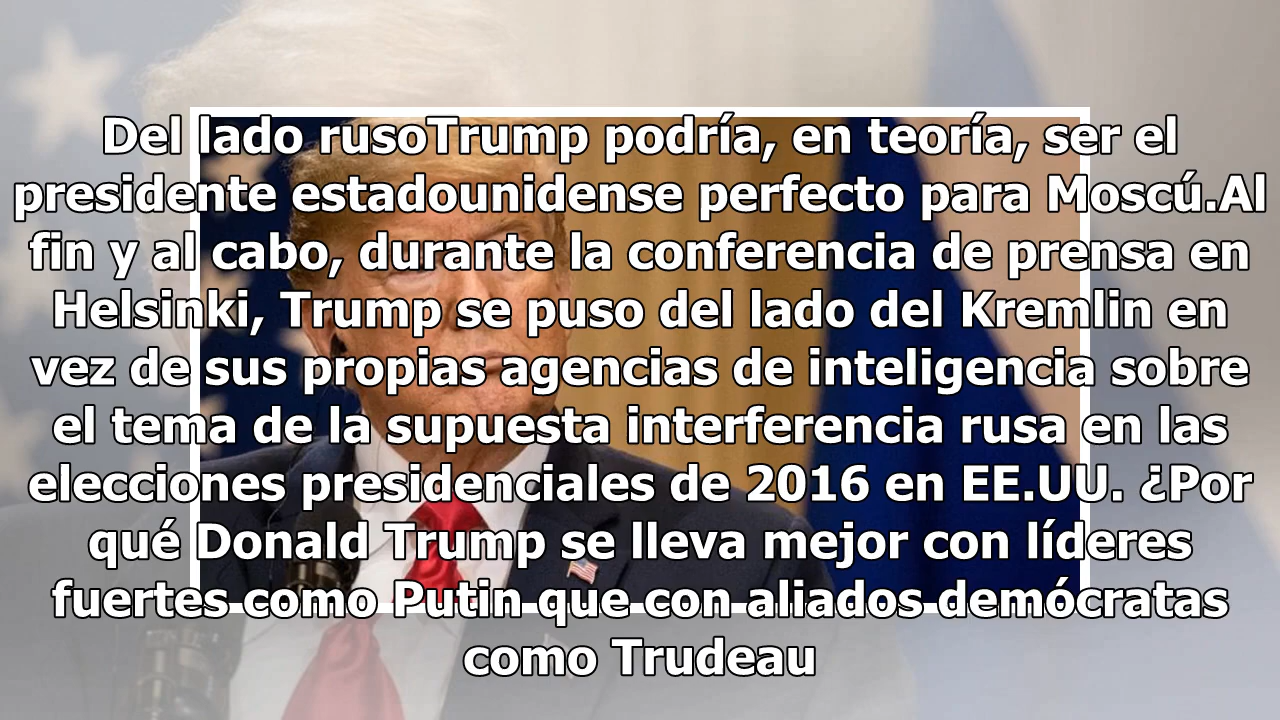 Del lado rusoTrump podría, en teoría, ser el
presidente estadounidense perfecto para Moscú.Al
fin y al cabo, durante la conferencia de prensa en
Helsinki, Trump se puso del lado del Kremlin en
vez de sus propias agencias de inteligencia sobre
el tema de la supuesta interferencia rusa en las
elecciones presidenciales de 2016 en EE.UU. ¿Por
qué Donald Trump se lleva mejor con líderes
fuertes como Putin que con aliados demócratas
como Trudeau